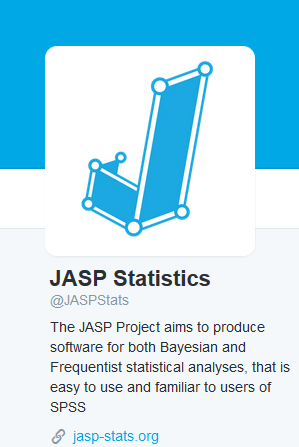 JASP Statistics
@JASPStats
The JASP Project aims to produce
software for both Bayesian and
Frequentist statistical analyses, that is
easy to use and familiar to users of
SPSS
jasp-stats.org